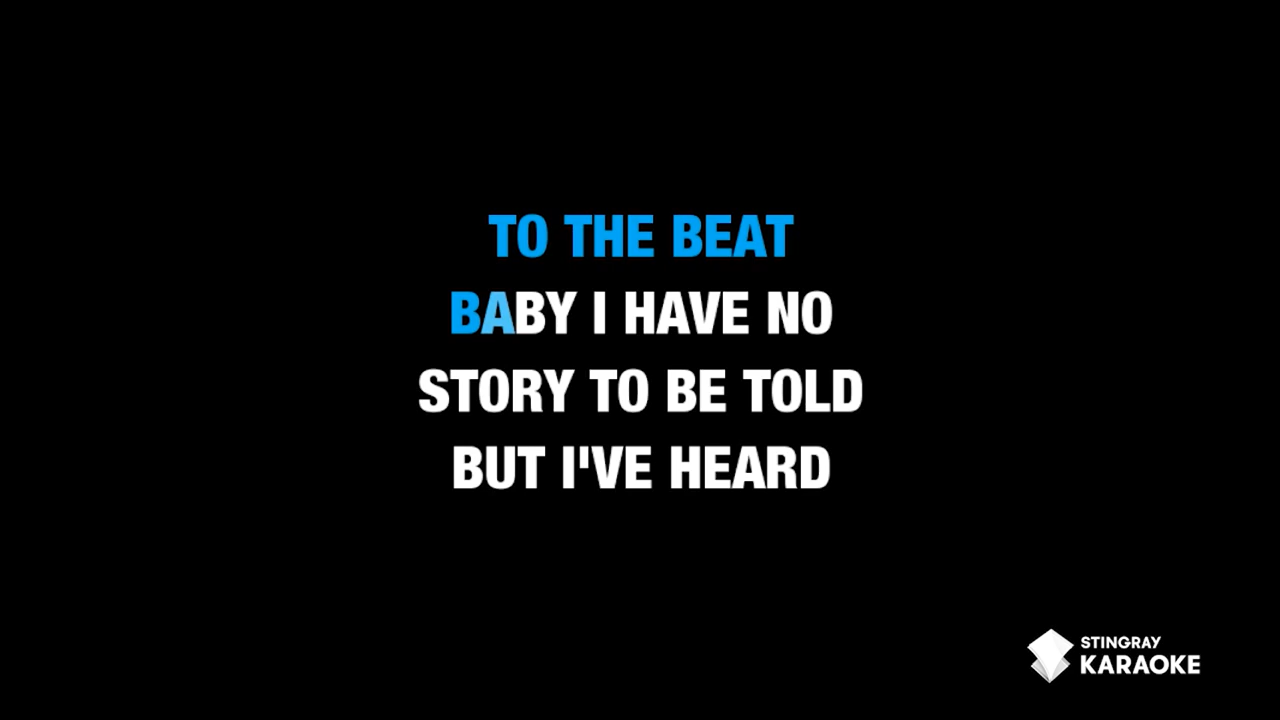 TO THE BEAT
BABY I HAVE NO
STORY TO BE TOLD
BUT I'VE HEARD
STINGRAY
KARAOKE